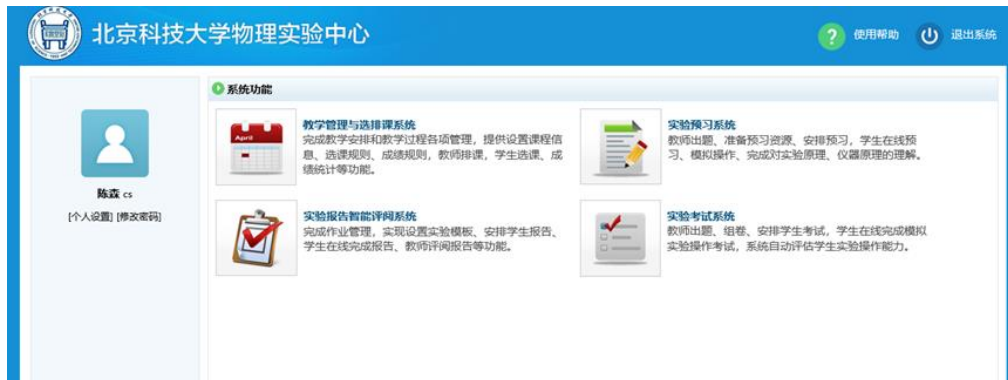 北京科技大学物理实验中心
使用帮助
退出系统
陈森 cs
[个人设置] [修改密码]
系统功能
教学管理与选排课系统
完成教学安排和教学过程各项管理，提供设置课程信
息、选课规则、成绩规则，教师排课，学生选课、成
绩统计等功能。
实验预习系统
教师出题、准备预习资源、安排预习，学生在线预
习、模拟操作、完成对实验原理、仪器原理的理解。
实验报告智能评阅系统
完成作业管理，实现设置实验模板、安排学生报告、
学生在线完成报告、教师评阅报告等功能。
实验考试系统
教师出题、组卷、安排学生考试，学生在线完成模拟
实验操作考试，系统自动评估学生实验操作能力。
April